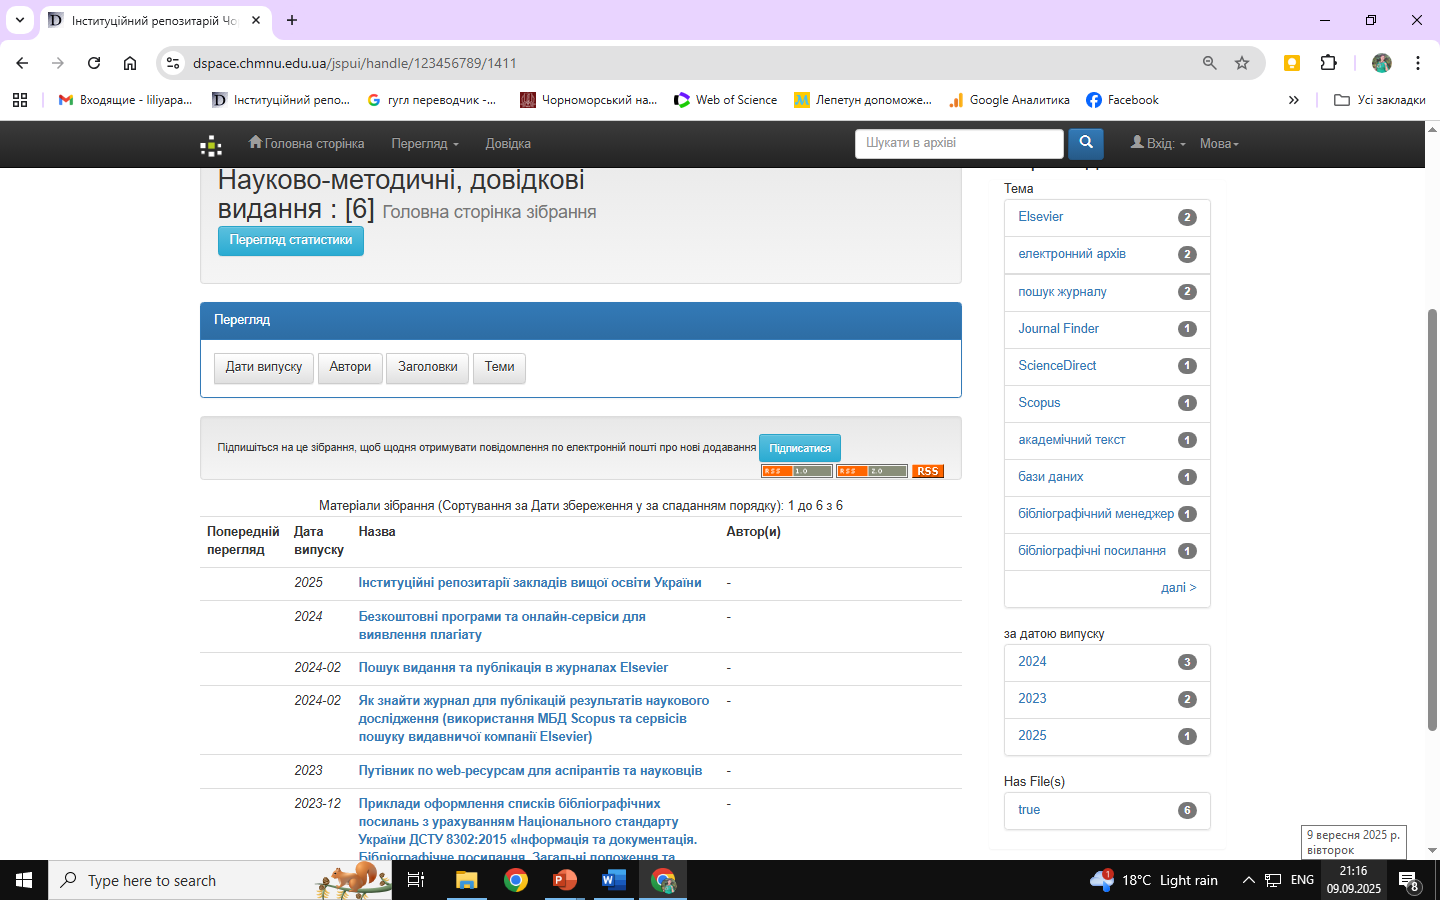 Інституційний репозитарій Чо
dspace.chmnu.edu.ua/jspui/handle/123456789/1411
Входящие - liliyapa...
Інституційний репо...
гугл переводчик -...
Чорноморський на...
Web of Science
Лепетун допоможе...
Google Аналитика
Facebook
»
Усі закладки
Головна сторінка
Перегляд
Довідка
Шукати в архіві
Вхід:
Мова
Науково-методичні, довідкові
видання : [6] Головна сторінка зібрання
Перегляд статистики
Перегляд
Дати випуску
Автори
Заголовки
Теми
Підпишіться на це зібрання, щоб щодня отримувати повідомлення по електронній пошті про нові додавання Підписатися
RSS 1.0 RSS 2.0 RSS
Матеріали зібрання (Сортування за Дати збереження у за спаданням порядку): 1 до 6 з 6
Попередній перегляд Дата випуску Назва Автор(и)
2025 Інституційні репозитарії закладів вищої освіти України -
2024 Безкоштовні програми та онлайн-сервіси для
виявлення плагіату -
2024-02 Пошук видання та публікація в журналах Elsevier -
2024-02 Як знайти журнал для публікацій результатів наукового
дослідження (використання МБД Scopus та сервісів
пошуку видавничої компанії Elsevier) -
2023 Путівник по web-ресурсам для аспірантів та науковців -
2023-12 Приклади оформлення списків бібліографічних
посилань з урахуванням Національного стандарту
України ДСТУ 8302:2015 «Інформація та документація.
Бібліографічне посилання. Загальні положення та -
Тема
Elsevier 2
електронний архів 2
пошук журналу 2
Journal Finder 1
ScienceDirect 1
Scopus 1
академічний текст 1
бази даних 1
бібліографічний менеджер 1
бібліографічні посилання 1
далі >
за датою випуску
2024 3
2023 2
2025 1
Has File(s)
true 6
9 вересня 2025 р.
вівторок
Type here to search
1
18°C Light rain
ENG
21:16
09.09.2025
8